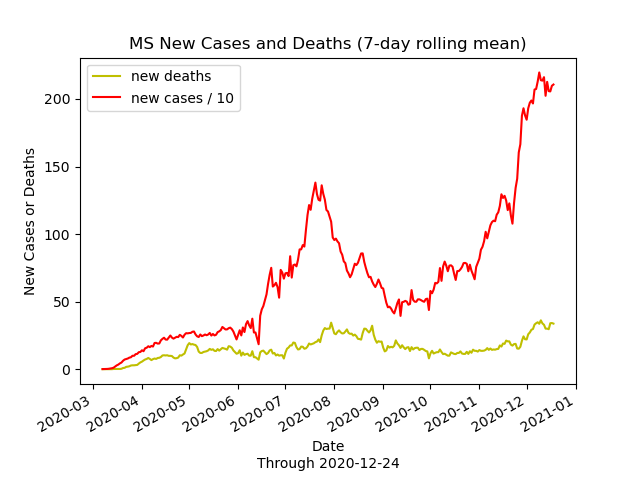 MS New Cases and Deaths (7-day rolling mean)
new deaths
new cases / 10
200
150
100
50
0
New Cases or Deaths
2020-03
2020-04
2020-05
2020-06
2020-07
2020-08
2020-09
2020-10
2020-11
2020-12
2021-01
Date
Through 2020-12-24